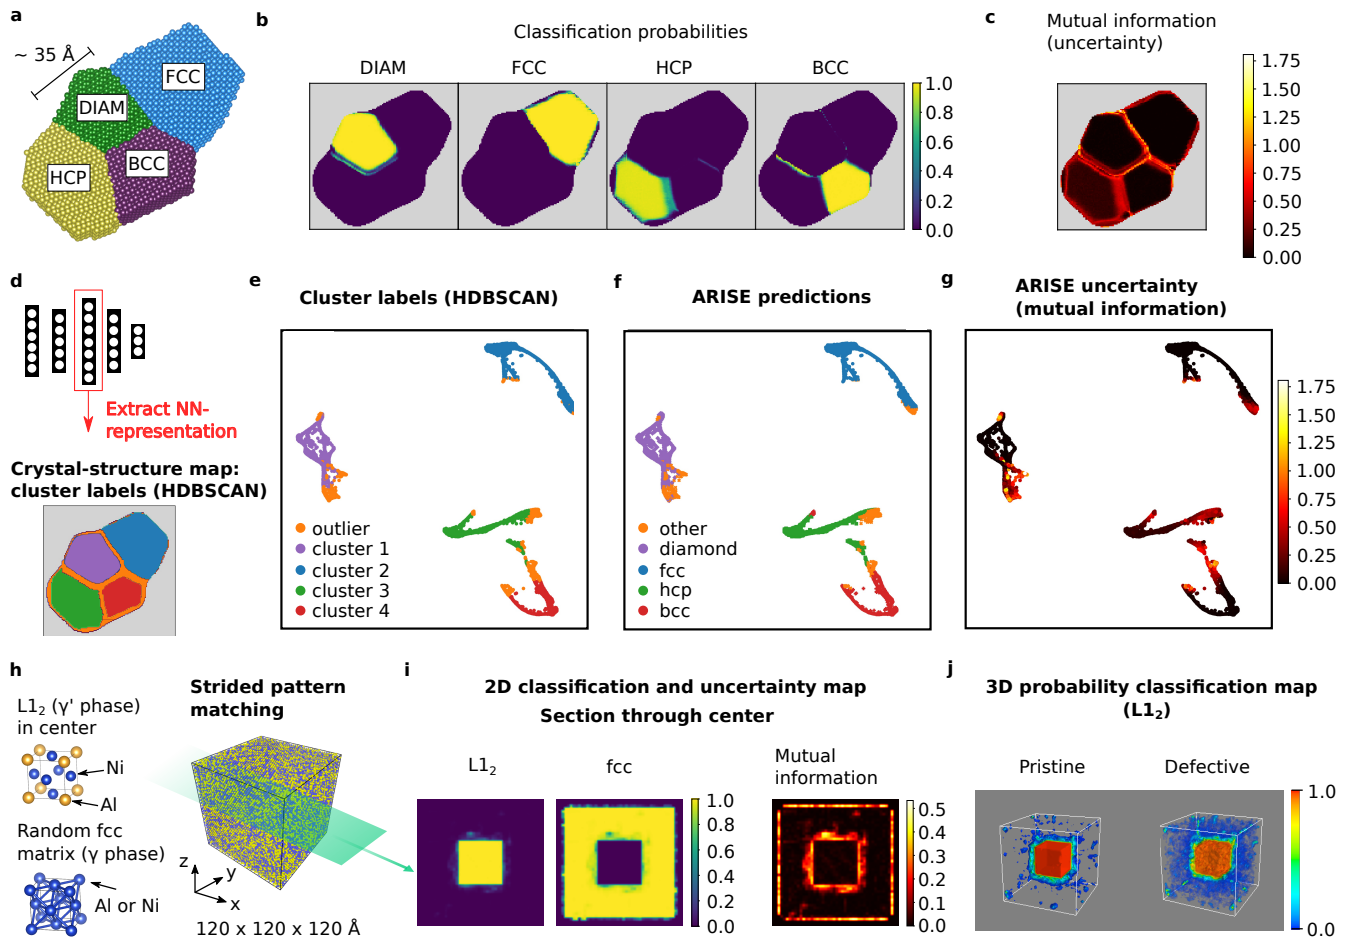 a
~ 35 Å
FCC
DIAM
BCC
HCP
b
Classification probabilities
DIAM
FCC
HCP
BCC
1.0
0.8
0.6
0.4
0.2
0.0
c
Mutual information
(uncertainty)
1.75
1.50
1.25
1.00
0.75
0.50
0.25
0.00
d
Extract NN-
representation
Crystal-structure map:
cluster labels (HDBSCAN)
e
Cluster labels (HDBSCAN)
outlier
cluster 1
cluster 2
cluster 3
cluster 4
f
ARISE predictions
other
diamond
fcc
hcp
bcc
g
ARISE uncertainty
(mutual information)
1.75
1.50
1.25
1.00
0.75
0.50
0.25
0.00
h
L1₂ (γ' phase)
in center
Ni
Al
Random fcc
matrix (γ phase)
Al or Ni
Strided pattern
matching
z
y
x
120 x 120 x 120 Å
i
2D classification and uncertainty map
Section through center
L1₂
fcc
1.0
0.8
0.6
0.4
0.2
0.0
Mutual
information
0.5
0.4
0.3
0.2
0.1
0.0
j
3D probability classification map
(L1₂)
Pristine
Defective
1.0
0.0